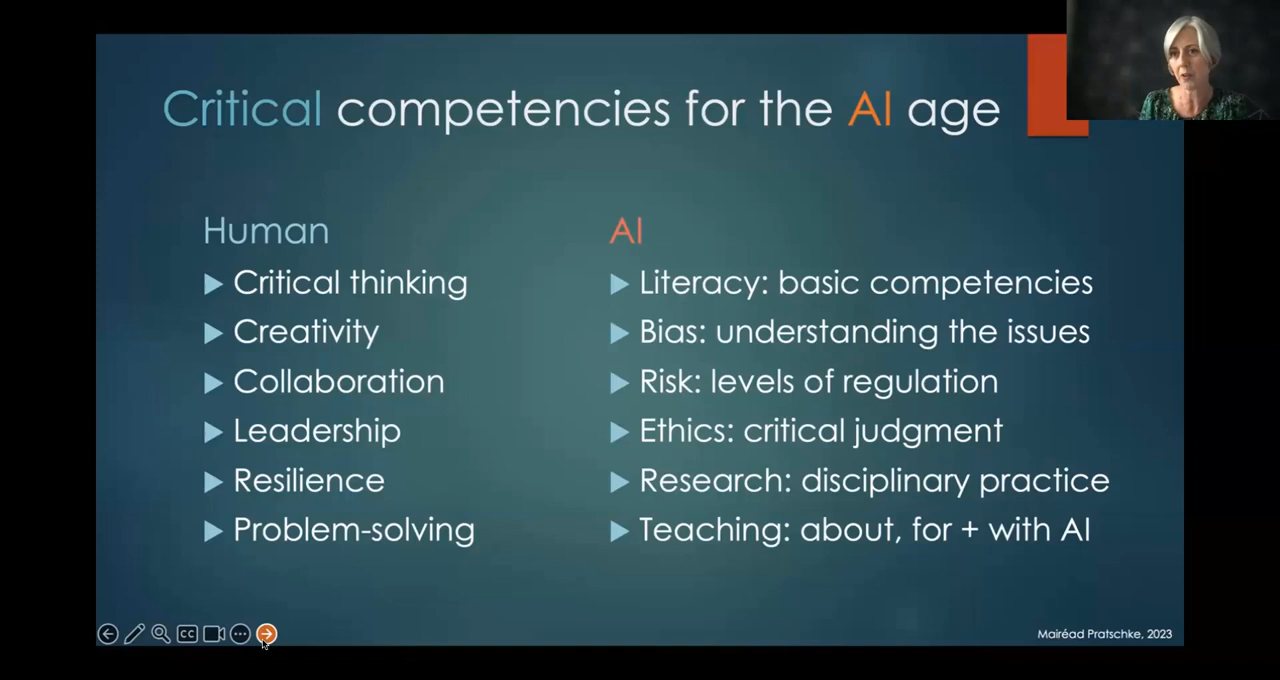 Critical competencies for the AI age
Human
Critical thinking
Creativity
Collaboration
Leadership
Resilience
Problem-solving
AI
Literacy: basic competencies
Bias: understanding the issues
Risk: levels of regulation
Ethics: critical judgment
Research: disciplinary practice
Teaching: about, for + with AI
CC
Mairéad Pratschke, 2023